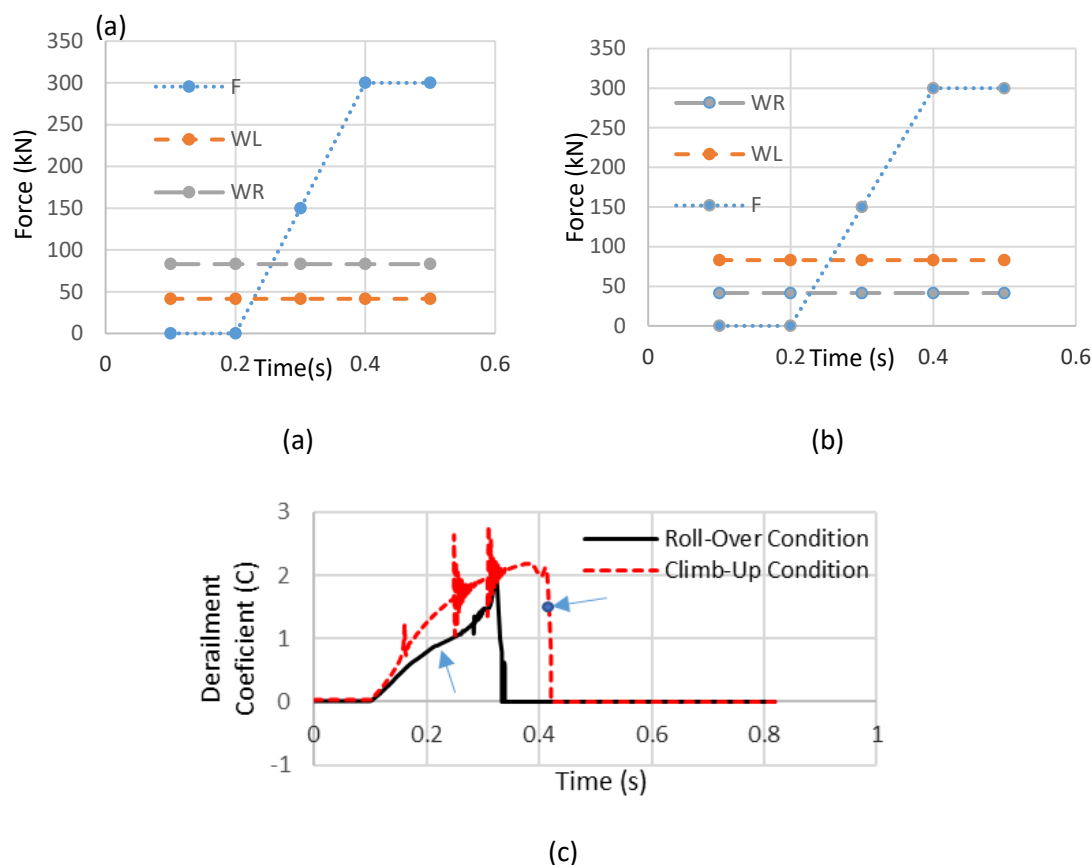 (a)
350
300
250
200
150
100
50
0
Force (kN)
F
WL
WR
0
0.2
0.4
0.6
Time(s)
(a)
350
300
250
200
150
100
50
0
Force (kN)
WR
WL
F
0
0.2
0.4
0.6
Time (s)
(b)
3
2
1
0
-1
Derailment
Coeficient (C)
Roll-Over Condition
Climb-Up Condition
0
0.2
0.4
0.6
0.8
1
Time (s)
(c)